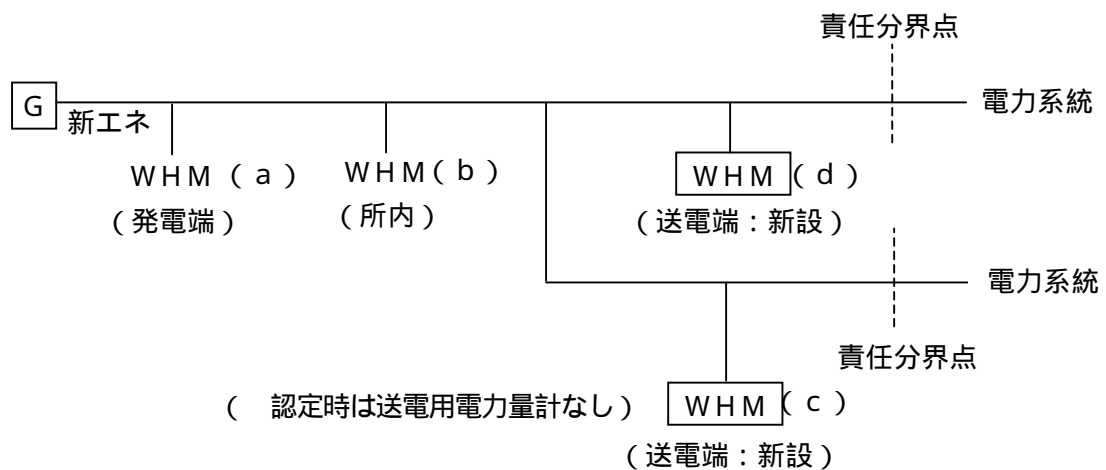 責任分界点
G
新エネ
電力系統
WHM（a）
（発電端）
WHM（b）
（所内）
WHM（d）
（送電端：新設）
電力系統
責任分界点
（　認定時は送電用電力量計なし）
WHM（c）
（送電端：新設）